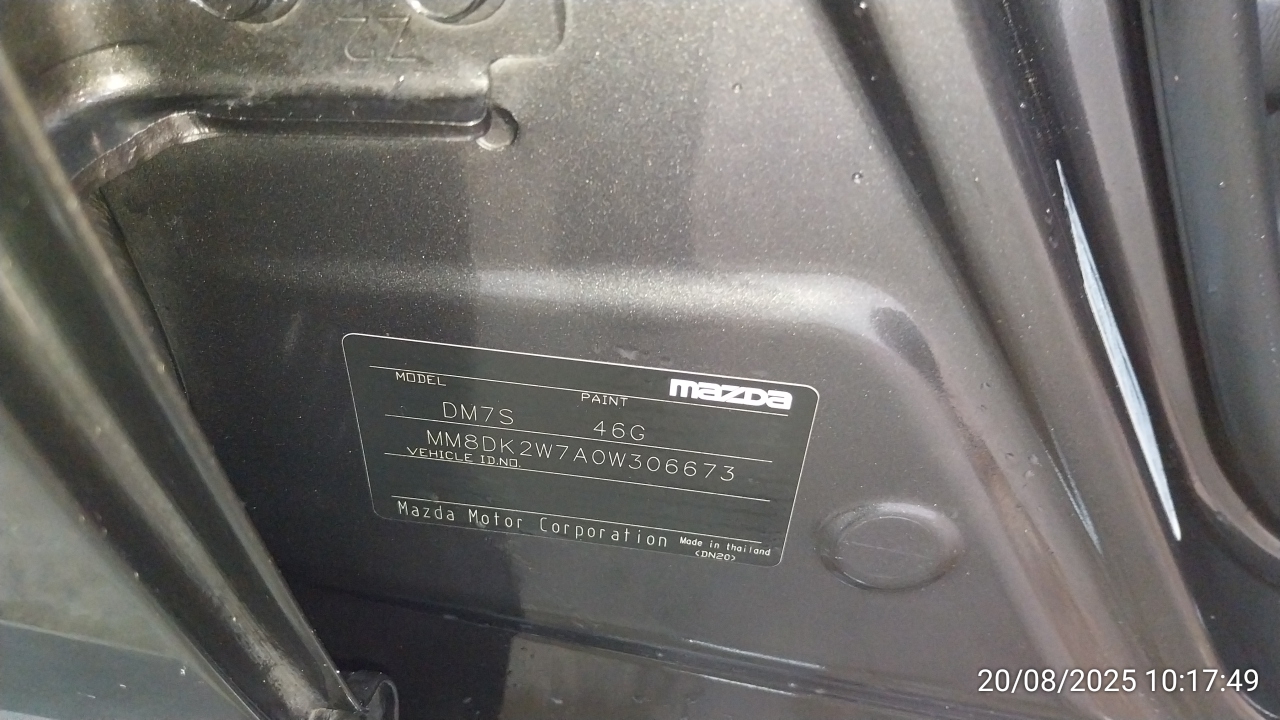 ZZ
mazda
MODEL PAINT
DM7S 46G
MM8DK2W7A0W306673
VEHICLE ID.NO.
Mazda Motor Corporation Made in thailand
<DN20>
20/08/2025 10:17:49